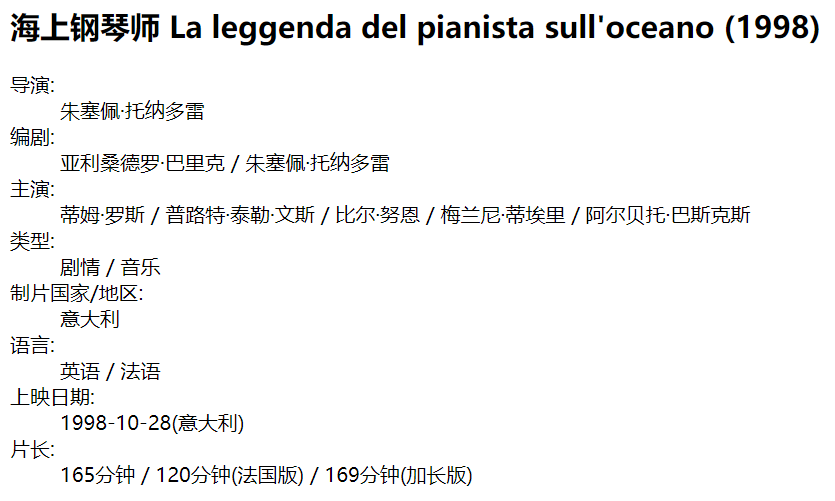 海上钢琴师 La leggenda del pianista sull'oceano (1998)
导演:
朱塞佩·托纳多雷
编剧:
亚利桑德罗·巴里克 / 朱塞佩·托纳多雷
主演:
蒂姆·罗斯 / 普路特·泰勒·文斯 / 比尔·努恩 / 梅兰尼·蒂埃里 / 阿尔贝托·巴斯克斯
类型:
剧情 / 音乐
制片国家/地区:
意大利
语言:
英语 / 法语
上映日期:
1998-10-28(意大利)
片长:
165分钟 / 120分钟(法国版) / 169分钟(加长版)